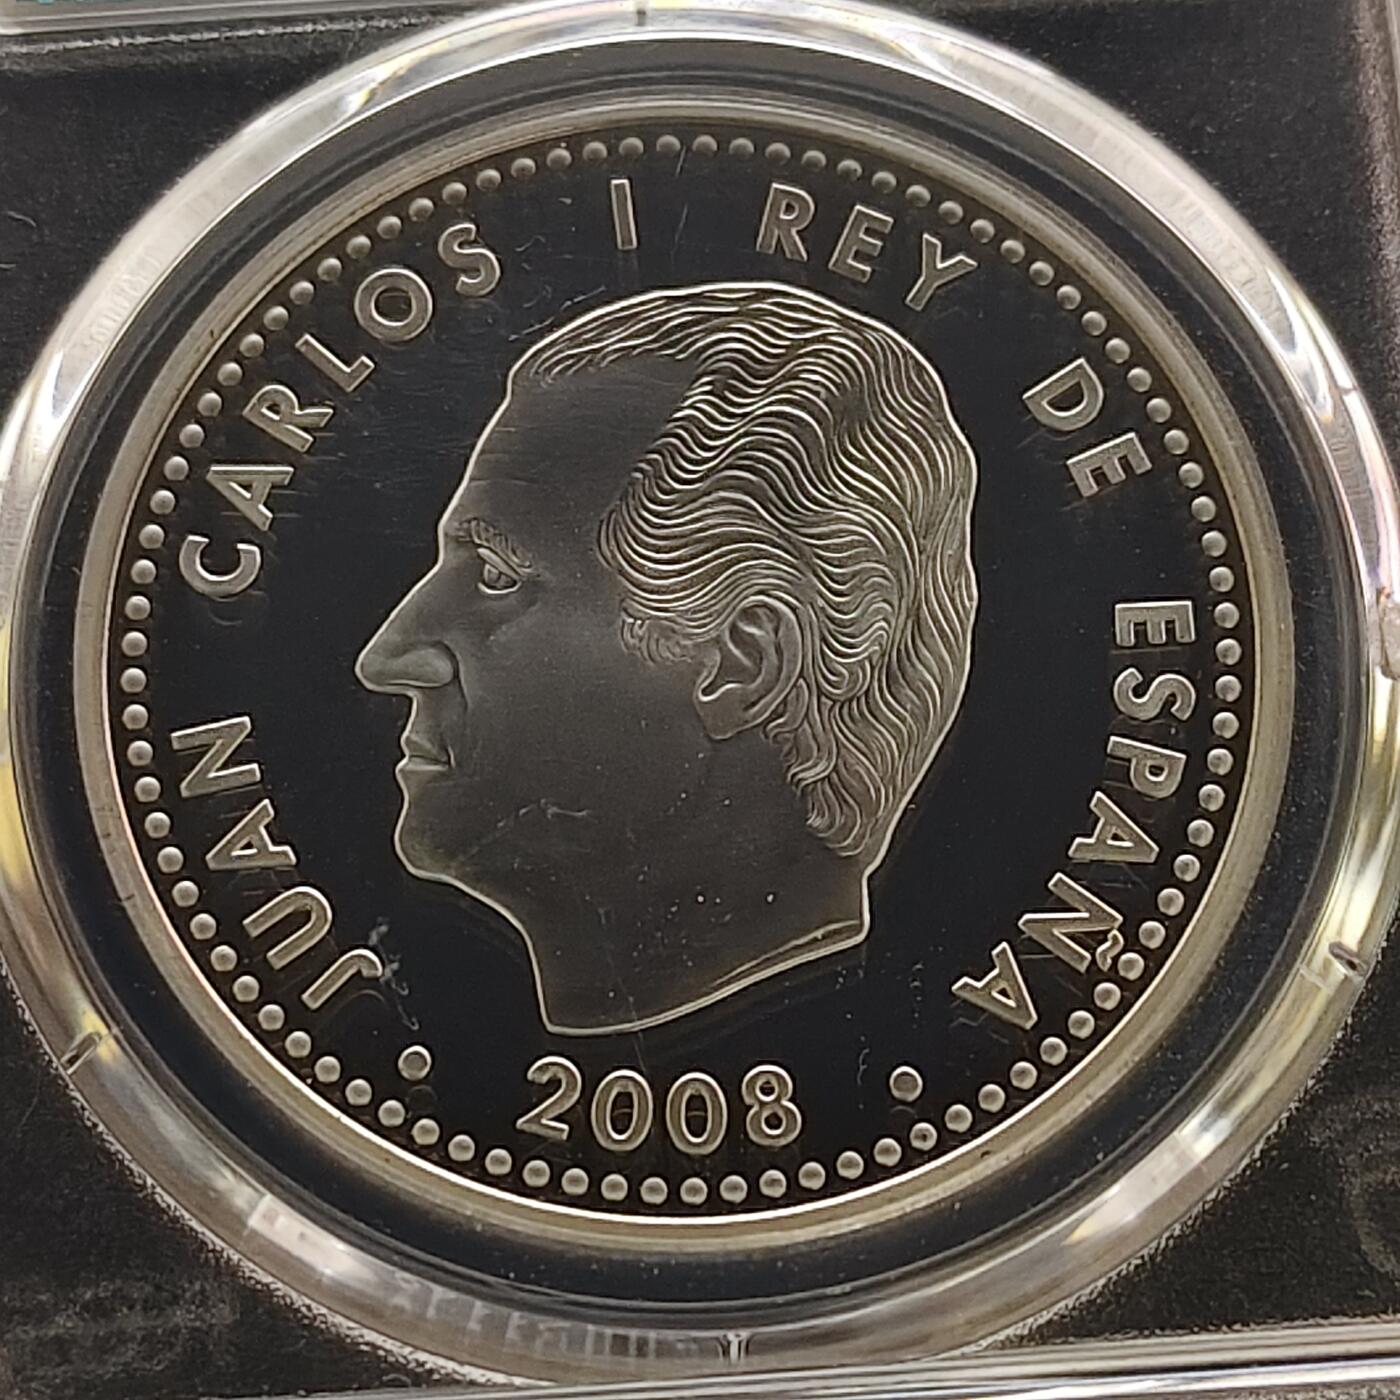 JUAN CARLOS I REY DE ESPAÑA
2008